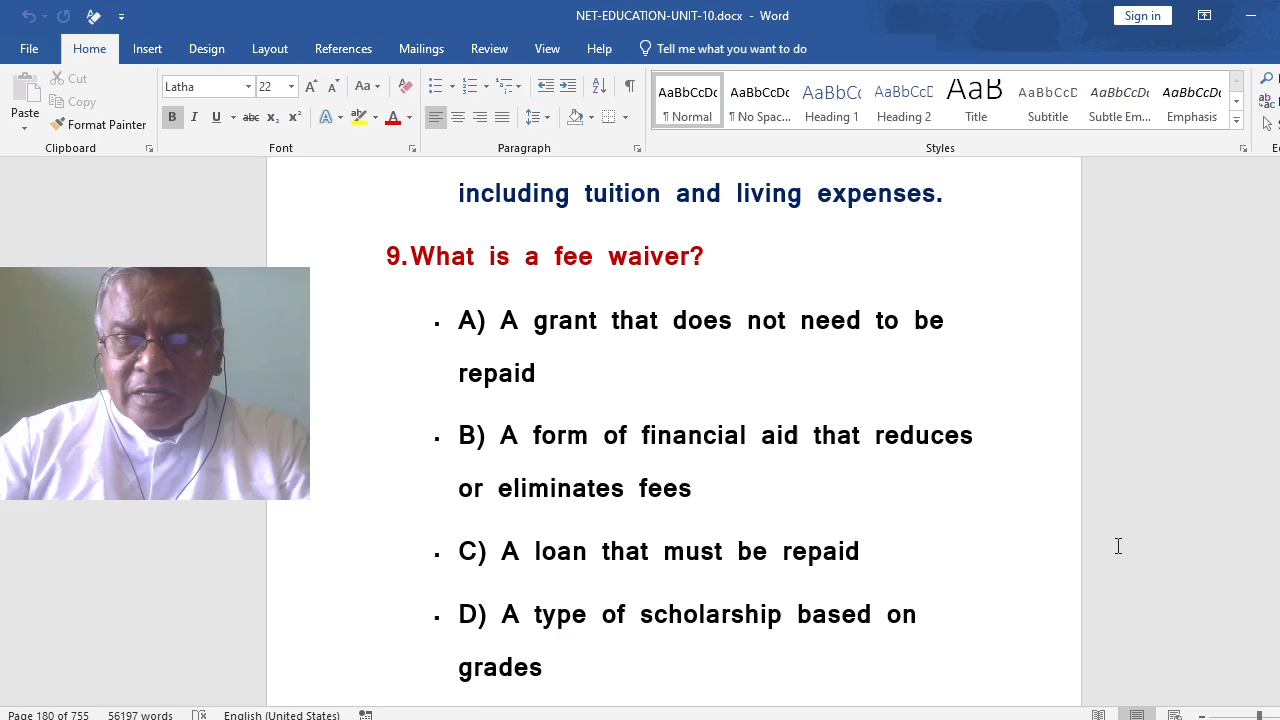 NET-EDUCATION-UNIT-10.docx - Word
Sign in
File Home Insert Design Layout References Mailings Review View Help Tell me what you want to do
Cut
Copy
Paste
Format Painter
Clipboard
Latha 22
Font
Paragraph
AaBbCcDc AaBbCcDc AaBbCc AaBbCcD AaB AaBbCcD AaBbCcDc AaBbCcDc
¶ Normal ¶ No Spac... Heading 1 Heading 2 Title Subtitle Subtle Em... Emphasis
Styles
including tuition and living expenses.
9.What is a fee waiver?
A) A grant that does not need to be
repaid
B) A form of financial aid that reduces
or eliminates fees
C) A loan that must be repaid
D) A type of scholarship based on
grades
Page 180 of 755 56197 words English (United States)